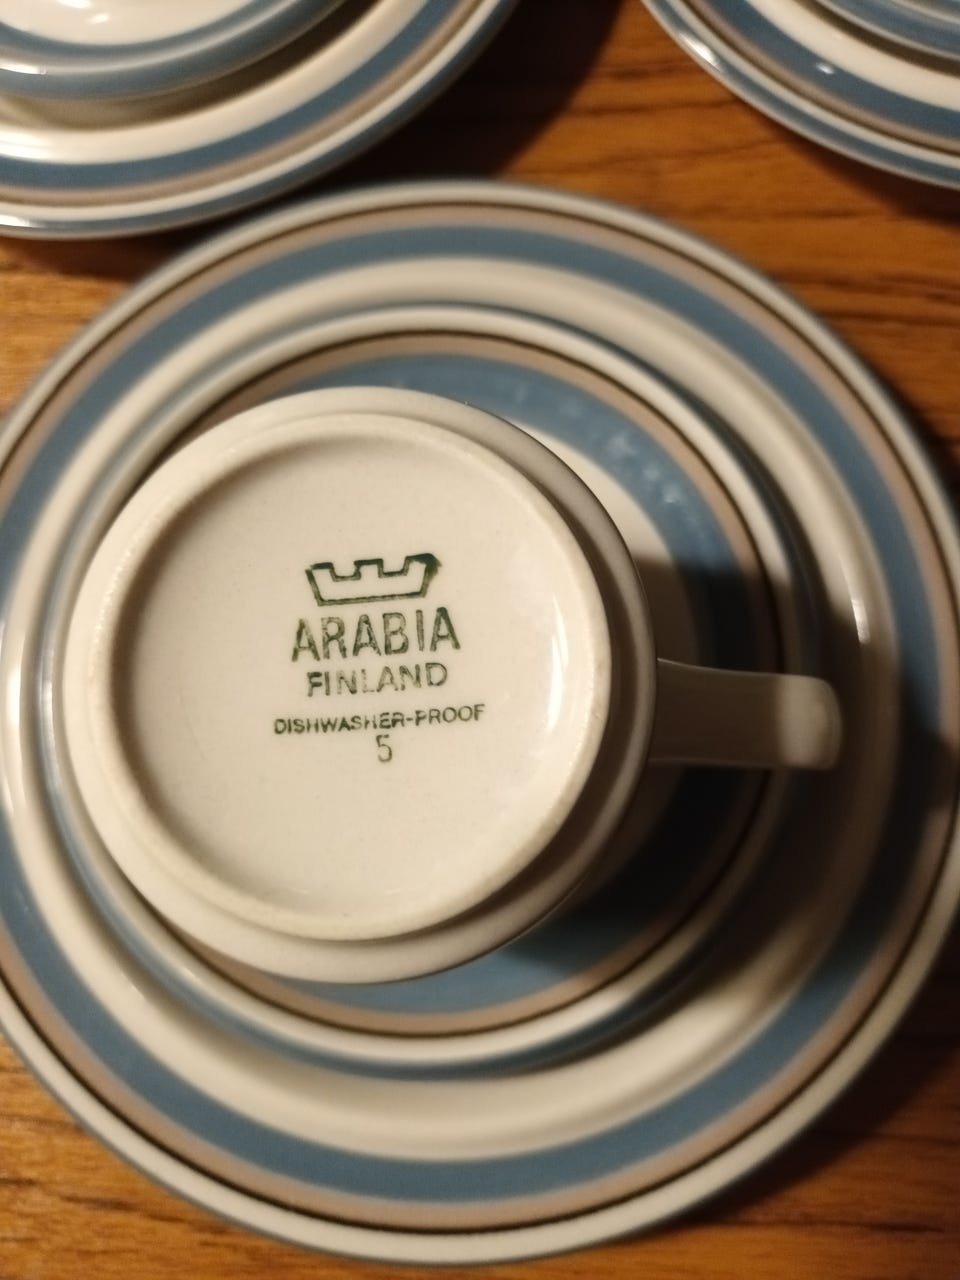 ARABIA
FINLAND
DISHWASHER-PROOF
5